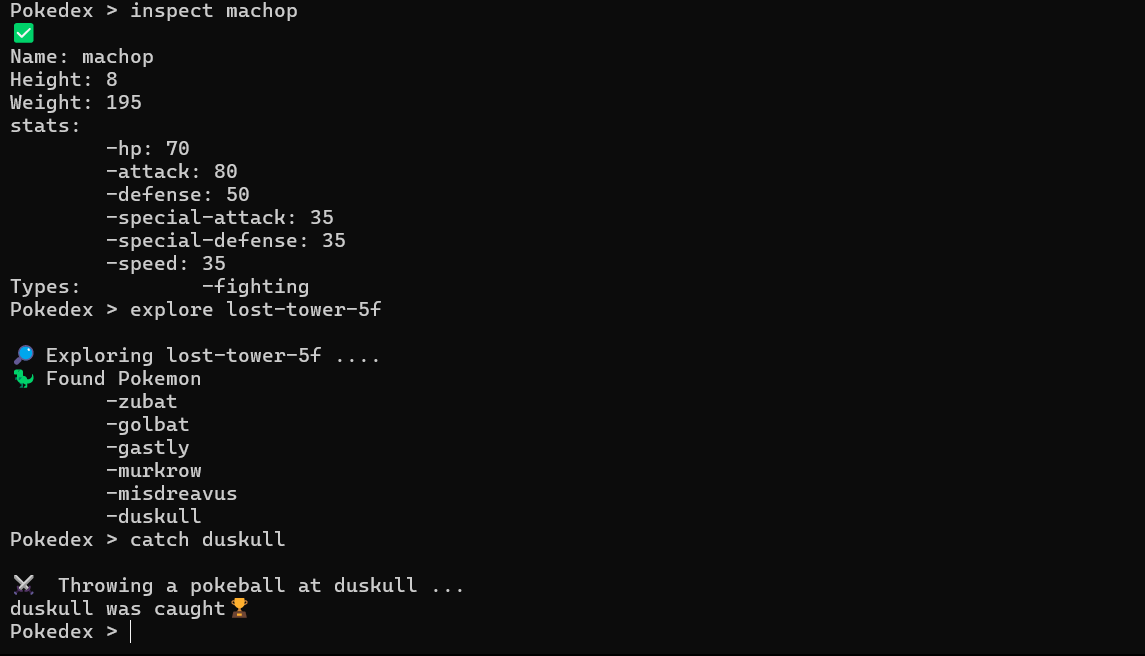 Pokedex > inspect machop
✅
Name: machop
Height: 8
Weight: 195
stats:
-hp: 70
-attack: 80
-defense: 50
-special-attack: 35
-special-defense: 35
-speed: 35
Types: -fighting
Pokedex > explore lost-tower-5f
🔎 Exploring lost-tower-5f ....
🦖 Found Pokemon
-zubat
-golbat
-gastly
-murkrow
-misdreavus
-duskull
Pokedex > catch duskull
⚔️ Throwing a pokeball at duskull ...
duskull was caught🏆
Pokedex >